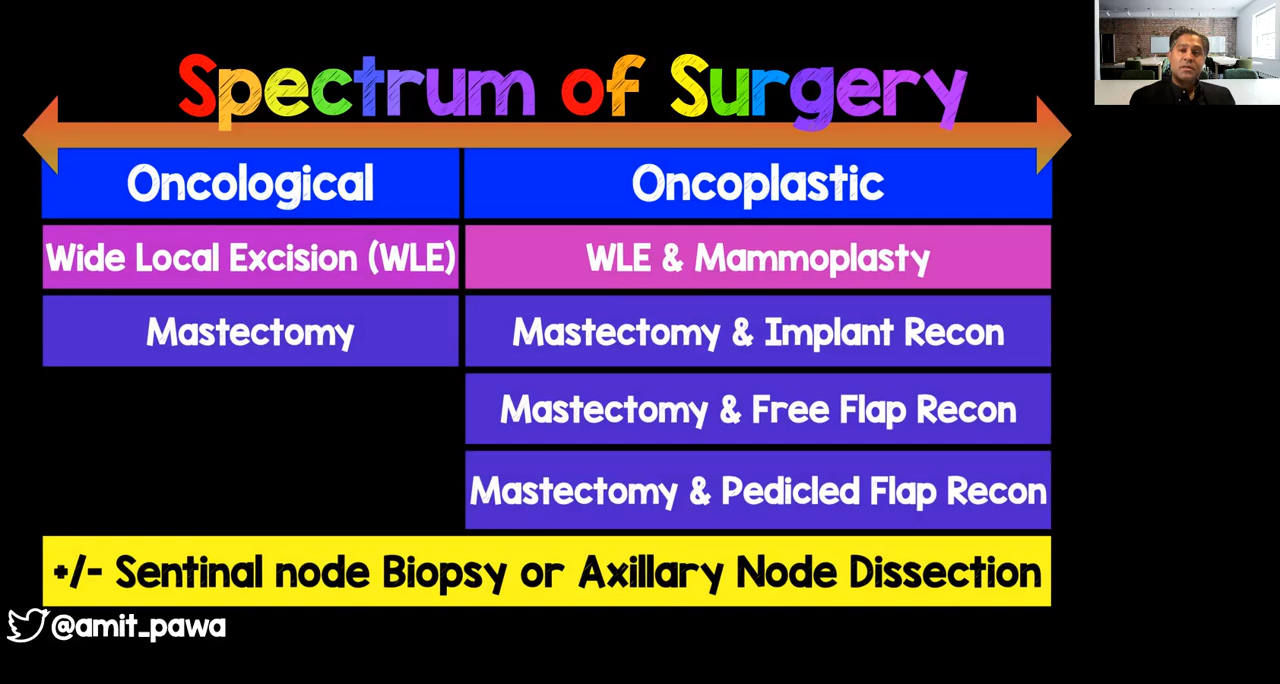 Spectrum of Surgery
Oncological
Oncoplastic
Wide Local Excision (WLE)
WLE & Mammoplasty
Mastectomy
Mastectomy & Implant Recon
Mastectomy & Free Flap Recon
Mastectomy & Pedicled Flap Recon
+/- Sentinal node Biopsy or Axillary Node Dissection
@amit_pawa